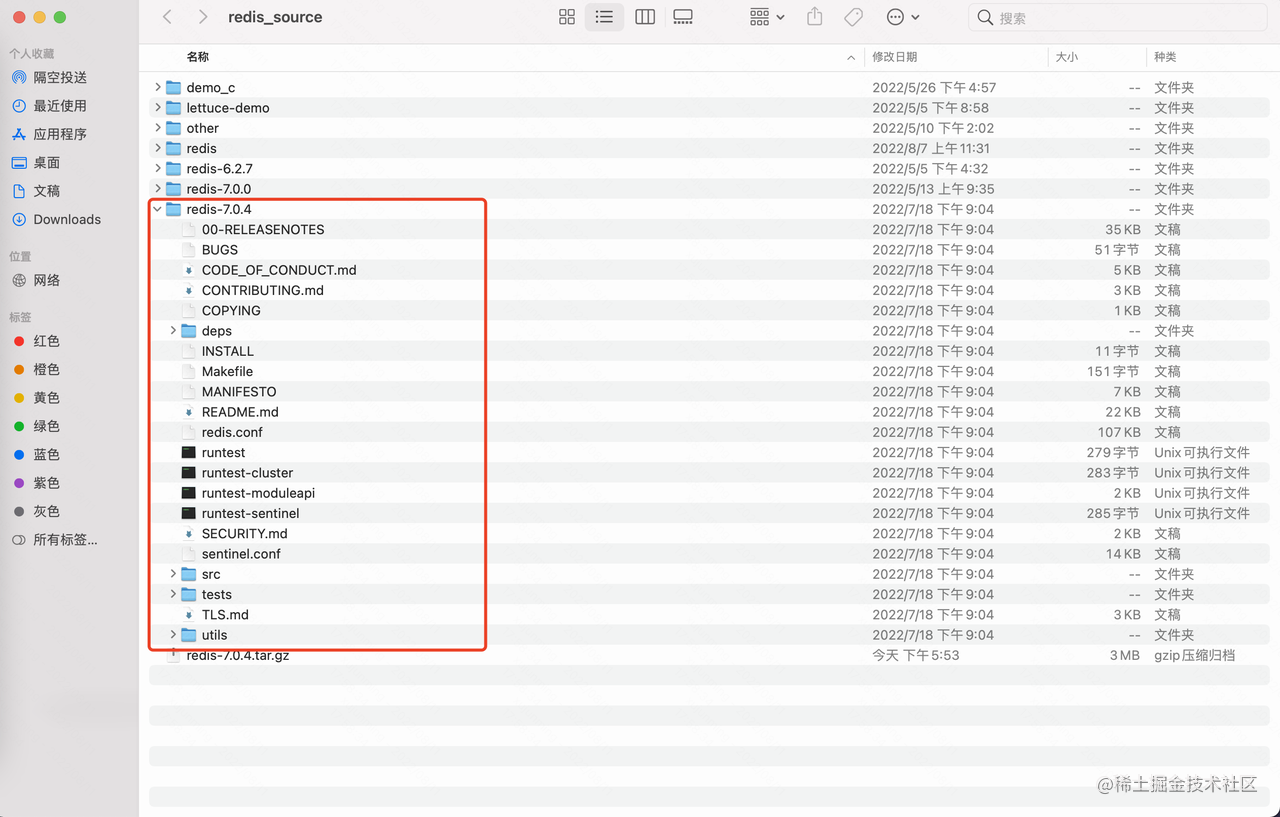 redis_source
搜索
个人收藏
隔空投送
最近使用
应用程序
桌面
文稿
Downloads
位置
网络
标签
红色
橙色
黄色
绿色
蓝色
紫色
灰色
所有标签...
名称 修改日期 大小 种类
demo_c 2022/5/26 下午4:57 -- 文件夹
lettuce-demo 2022/5/5 下午8:58 -- 文件夹
other 2022/5/10 下午2:02 -- 文件夹
redis 2022/8/7 上午11:31 -- 文件夹
redis-6.2.7 2022/5/5 下午4:32 -- 文件夹
redis-7.0.0 2022/5/13 上午9:35 -- 文件夹
redis-7.0.4 2022/7/18 下午9:04 -- 文件夹
00-RELEASENOTES 2022/7/18 下午9:04 35 KB 文稿
BUGS 2022/7/18 下午9:04 51 字节 文稿
CODE_OF_CONDUCT.md 2022/7/18 下午9:04 5 KB 文稿
CONTRIBUTING.md 2022/7/18 下午9:04 3 KB 文稿
COPYING 2022/7/18 下午9:04 1 KB 文稿
deps 2022/7/18 下午9:04 -- 文件夹
INSTALL 2022/7/18 下午9:04 11 字节 文稿
Makefile 2022/7/18 下午9:04 151 字节 文稿
MANIFESTO 2022/7/18 下午9:04 7 KB 文稿
README.md 2022/7/18 下午9:04 22 KB 文稿
redis.conf 2022/7/18 下午9:04 107 KB 文稿
runtest 2022/7/18 下午9:04 279 字节 Unix可执行文件
runtest-cluster 2022/7/18 下午9:04 283 字节 Unix可执行文件
runtest-moduleapi 2022/7/18 下午9:04 2 KB Unix可执行文件
runtest-sentinel 2022/7/18 下午9:04 285 字节 Unix可执行文件
SECURITY.md 2022/7/18 下午9:04 2 KB 文稿
sentinel.conf 2022/7/18 下午9:04 14 KB 文稿
src 2022/7/18 下午9:04 -- 文件夹
tests 2022/7/18 下午9:04 -- 文件夹
TLS.md 2022/7/18 下午9:04 3 KB 文稿
utils 2022/7/18 下午9:04 -- 文件夹
redis-7.0.4.tar.gz 今天 下午5:53 3 MB gzip压缩归档
@稀土掘金技术社区